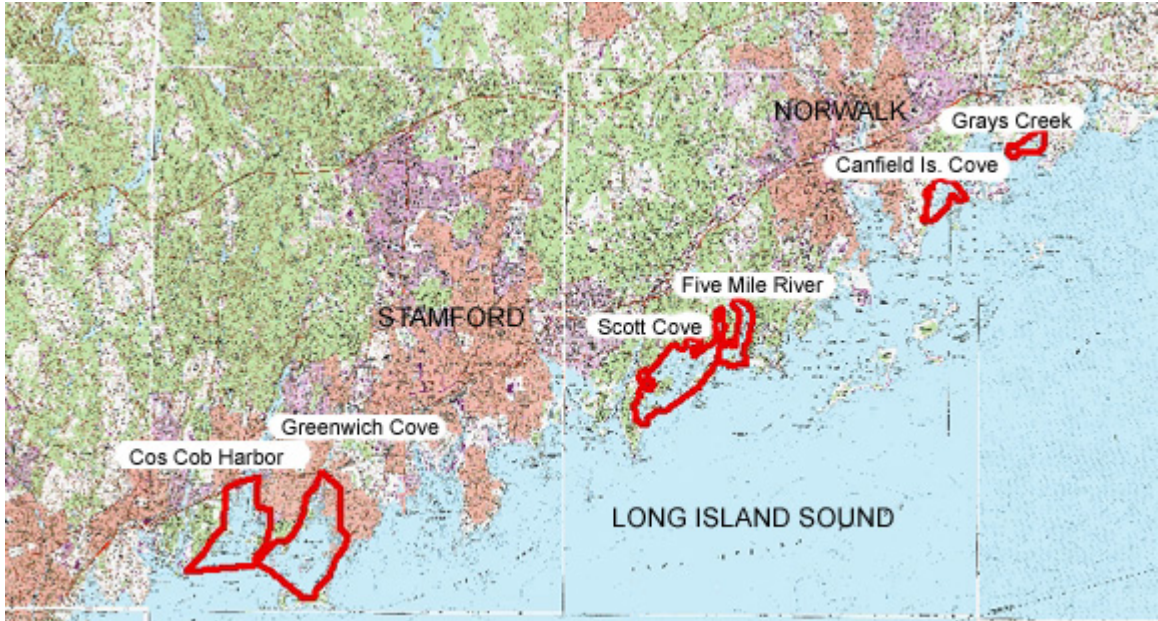 NORWALK
Grays Creek
Canfield Is. Cove
Five Mile River
STAMFORD
Scott Cove
Greenwich Cove
Cos Cob Harbor
LONG ISLAND SOUND